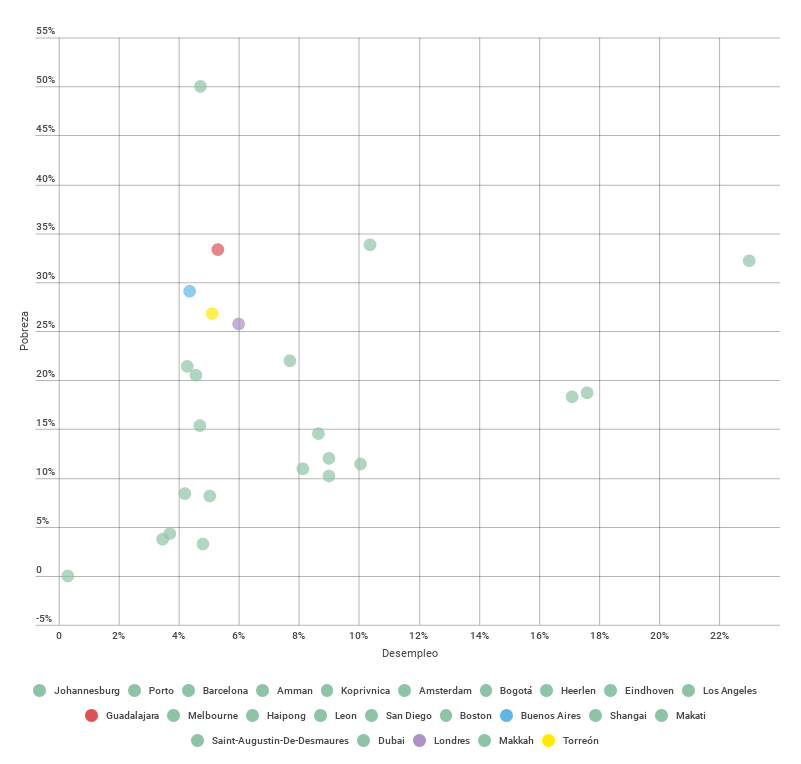 55%
50%
45%
40%
35%
30%
25%
20%
15%
10%
5%
0
-5%
Pobreza
0 2% 4% 6% 8% 10% 12% 14% 16% 18% 20% 22%
Desempleo
Johannesburg Porto Barcelona Amman Koprivnica Amsterdam Bogotá Heerlen Eindhoven Los Angeles
Guadalajara Melbourne Haipong Leon San Diego Boston Buenos Aires Shangai Makati
Saint-Augustin-De-Desmaures Dubai Londres Makkah Torreón